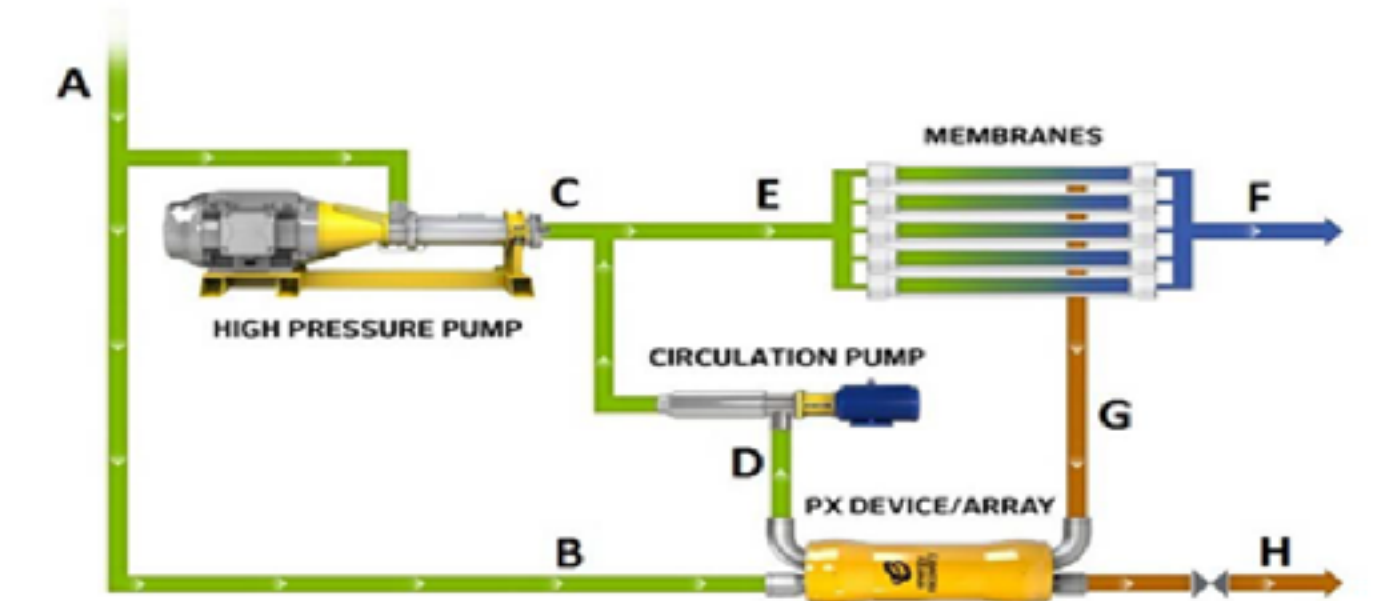 A
MEMBRANES
C
E
F
HIGH PRESSURE PUMP
CIRCULATION PUMP
G
D
PX DEVICE/ARRAY
B
H